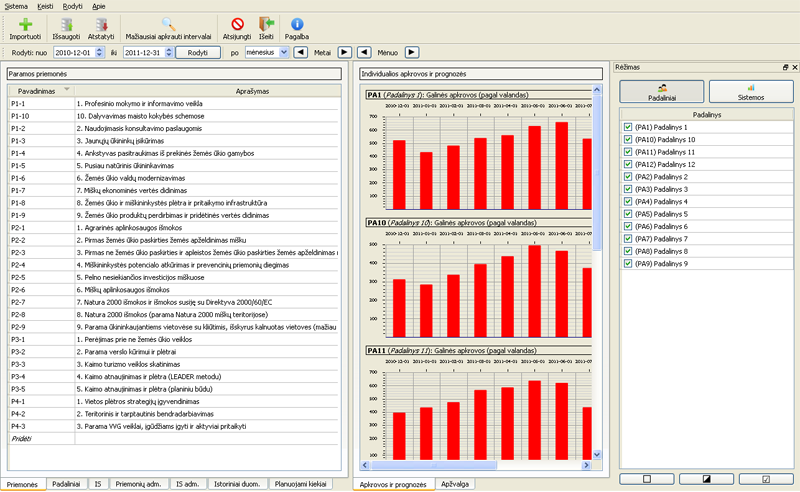 Sistema Keisti Rodyti Apie
Importuoti Išsaugoti Atstatyti Mažiausiai apkrauti intervalai Atsijungti Išeiti Pagalba
Rodyti: nuo 2010-12-01 iki 2011-12-31 Rodyti po mėnesius Metai Mėnuo
Paramos priemonės
Pavadinimas Aprašymas
P1-1 1. Profesinio mokymo ir informavimo veikla
P1-10 10. Dalyvavimas maisto kokybės schemose
P1-2 2. Naudojimasis konsultavimo paslaugomis
P1-3 3. Jaunųjų ūkininkų įsikūrimas
P1-4 4. Ankstyvas pasitraukimas iš prekinės žemės ūkio gamybos
P1-5 5. Pusiau natūrinis ūkininkavimas
P1-6 6. Žemės ūkio valdų modernizavimas
P1-7 7. Miškų ekonominės vertės didinimas
P1-8 8. Žemės ūkio ir miškininkystės plėtra ir pritaikymo infrastruktūra
P1-9 9. Žemės ūkio produktų perdirbimas ir pridėtinės vertės didinimas
P2-1 1. Agrarinės aplinkosaugos išmokos
P2-2 2. Pirmas žemės ūkio paskirties žemės apželdinimas mišku
P2-3 3. Pirmas ne žemės ūkio paskirties ir apleistos žemės ūkio paskirties žemės apželdinimas
P2-4 4. Miškininkystės potencialo atkūrimas ir prevencinių priemonių diegimas
P2-5 5. Pelno nesiekiančios investicijos miškuose
P2-6 6. Miškų aplinkosaugos išmokos
P2-7 7. Natura 2000 išmokos ir išmokos susiję su Direktyva 2000/60/EC
P2-8 8. Natura 2000 išmokos (parama Natura 2000 miškų teritorijose)
P2-9 9. Parama ūkininkaujantiems vietovėse su kliūtimis, išskyrus kalnuotas vietoves (mažiau
P3-1 1. Perėjimas prie ne žemės ūkio veiklos
P3-2 2. Parama verslo kūrimui ir plėtrai
P3-3 3. Kaimo turizmo veiklos skatinimas
P3-4 4. Kaimo atnaujinimas ir plėtra (LEADER metodu)
P3-5 5. Kaimo atnaujinimas ir plėtra (planiniu būdu)
P4-1 1. Vietos plėtros strategijų įgyvendinimas
P4-2 2. Teritorinis ir tarptautinis bendradarbiavimas
P4-3 3. Parama VVG veiklai, įgūdžiams įgyti ir aktyviai pritaikyti
Pridėti
Priemonės Padaliniai IS Priemonių adm. IS adm. Istoriniai duom. Planuojami kiekiai
Individualios apkrovos ir prognozės
PA1 (Padalinys 1): Galinės apkrovos (pagal valandas)
2010-12-01 2011-01-01 2011-02-01 2011-03-01 2011-04-01 2011-05-01 2011-06-01 2011-07
700
600
500
400
300
200
100
PA10 (Padalinys 10): Galinės apkrovos (pagal valandas)
2010-12-01 2011-01-01 2011-02-01 2011-03-01 2011-04-01 2011-05-01 2011-06-01 2011-07
500
400
300
200
100
PA11 (Padalinys 11): Galinės apkrovos (pagal valandas)
2010-12-01 2011-01-01 2011-02-01 2011-03-01 2011-04-01 2011-05-01 2011-06-01 2011-07
700
600
500
400
300
200
100
Apkrovos ir prognozės Apžvalga
Rėžimas
Padaliniai Sistemos
Padalinys
(PA1) Padalinys 1
(PA10) Padalinys 10
(PA11) Padalinys 11
(PA12) Padalinys 12
(PA2) Padalinys 2
(PA3) Padalinys 3
(PA4) Padalinys 4
(PA5) Padalinys 5
(PA6) Padalinys 6
(PA7) Padalinys 7
(PA8) Padalinys 8
(PA9) Padalinys 9